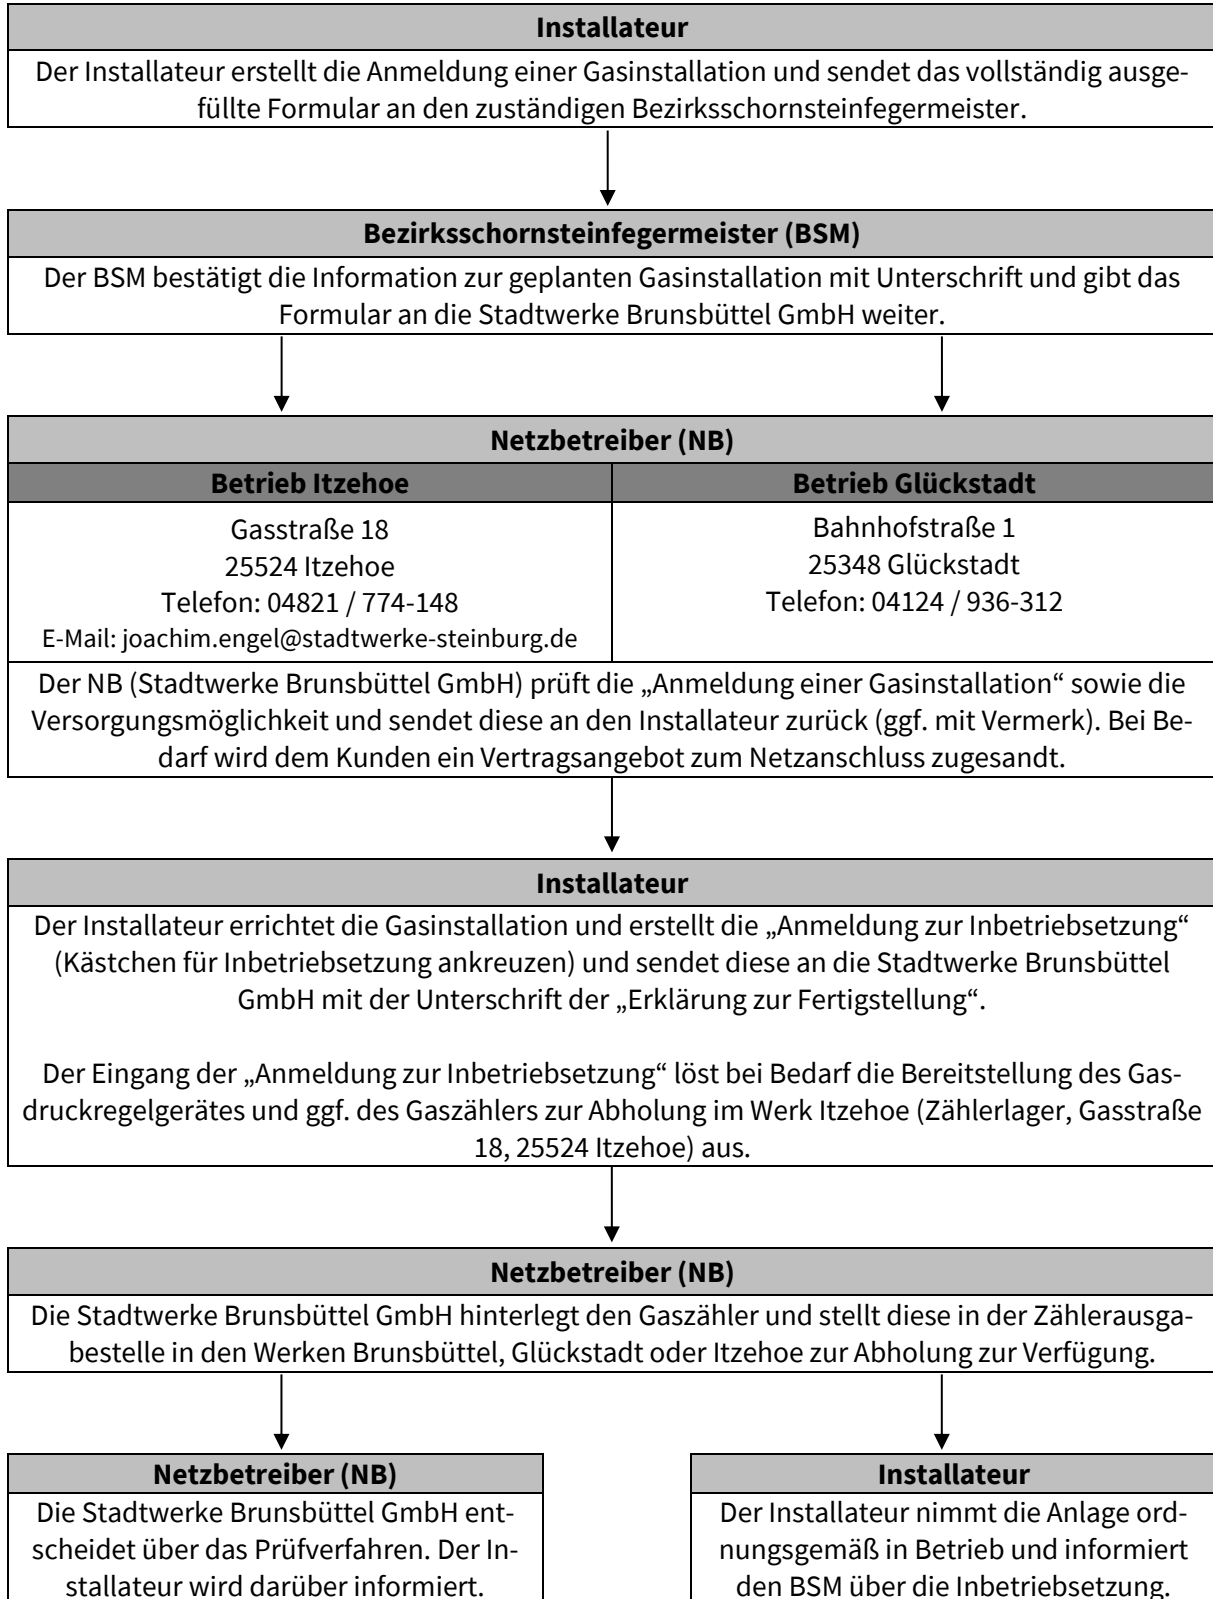 Installateur
Der Installateur erstellt die Anmeldung einer Gasinstallation und sendet das vollständig ausge-
füllte Formular an den zuständigen Bezirksschornsteinfegermeister.
Bezirksschornsteinfegermeister (BSM)
Der BSM bestätigt die Information zur geplanten Gasinstallation mit Unterschrift und gibt das
Formular an die Stadtwerke Brunsbüttel GmbH weiter.
Netzbetreiber (NB)
Betrieb Itzehoe
Gasstraße 18
25524 Itzehoe
Telefon: 04821 / 774-148
E-Mail: joachim.engel@stadtwerke-steinburg.de
Betrieb Glückstadt
Bahnhofstraße 1
25348 Glückstadt
Telefon: 04124 / 936-312
Der NB (Stadtwerke Brunsbüttel GmbH) prüft die „Anmeldung einer Gasinstallation“ sowie die
Versorgungsmöglichkeit und sendet diese an den Installateur zurück (ggf. mit Vermerk). Bei Be-
darf wird dem Kunden ein Vertragsangebot zum Netzanschluss zugesandt.
Installateur
Der Installateur errichtet die Gasinstallation und erstellt die „Anmeldung zur Inbetriebsetzung“
(Kästchen für Inbetriebsetzung ankreuzen) und sendet diese an die Stadtwerke Brunsbüttel
GmbH mit der Unterschrift der „Erklärung zur Fertigstellung“.
Der Eingang der „Anmeldung zur Inbetriebsetzung“ löst bei Bedarf die Bereitstellung des Gas-
druckregelgerätes und ggf. des Gaszählers zur Abholung im Werk Itzehoe (Zählerlager, Gasstraße
18, 25524 Itzehoe) aus.
Netzbetreiber (NB)
Die Stadtwerke Brunsbüttel GmbH hinterlegt den Gaszähler und stellt diese in der Zählerausga-
bestelle in den Werken Brunsbüttel, Glückstadt oder Itzehoe zur Abholung zur Verfügung.
Netzbetreiber (NB)
Die Stadtwerke Brunsbüttel GmbH ent-
scheidet über das Prüfverfahren. Der In-
stallateur wird darüber informiert.
Installateur
Der Installateur nimmt die Anlage ord-
nungsgemäß in Betrieb und informiert
den BSM über die Inbetriebsetzung.